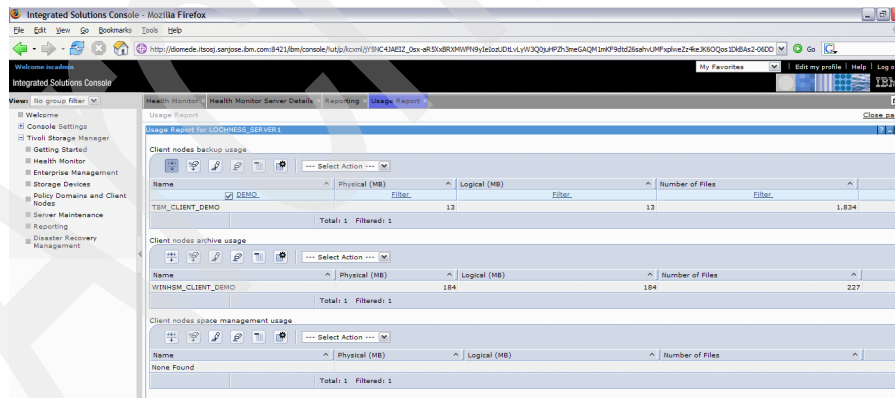 Integrated Solutions Console - Mozilla Firefox
File Edit View Go Bookmarks Tools Help
Go
Welcome iscadmin
My Favorites Edit my profile Help Log o
Integrated Solutions Console
IBM
View: No group filter
Health Monitor Health Monitor Server Details Reporting Usage Report
Welcome
Console Settings
Tivoli Storage Manager
Getting Started
Health Monitor
Enterprise Management
Storage Devices
Policy Domains and Client Nodes
Server Maintenance
Reporting
Disaster Recovery Management
Usage Report Close pa
Usage Report for LOCHNESS_SERVER1
Client nodes backup usage
--- Select Action ---
Name Physical (MB) Logical (MB) Number of Files
DEMO Filter Filter Filter
TSM_CLIENT_DEMO 13 13 1,834
Total: 1 Filtered: 1
Client nodes archive usage
--- Select Action ---
Name Physical (MB) Logical (MB) Number of Files
WINHSM_CLIENT_DEMO 184 184 227
Total: 1 Filtered: 1
Client nodes space management usage
--- Select Action ---
Name Physical (MB) Logical (MB) Number of Files
None Found
Total: 1 Filtered: 1